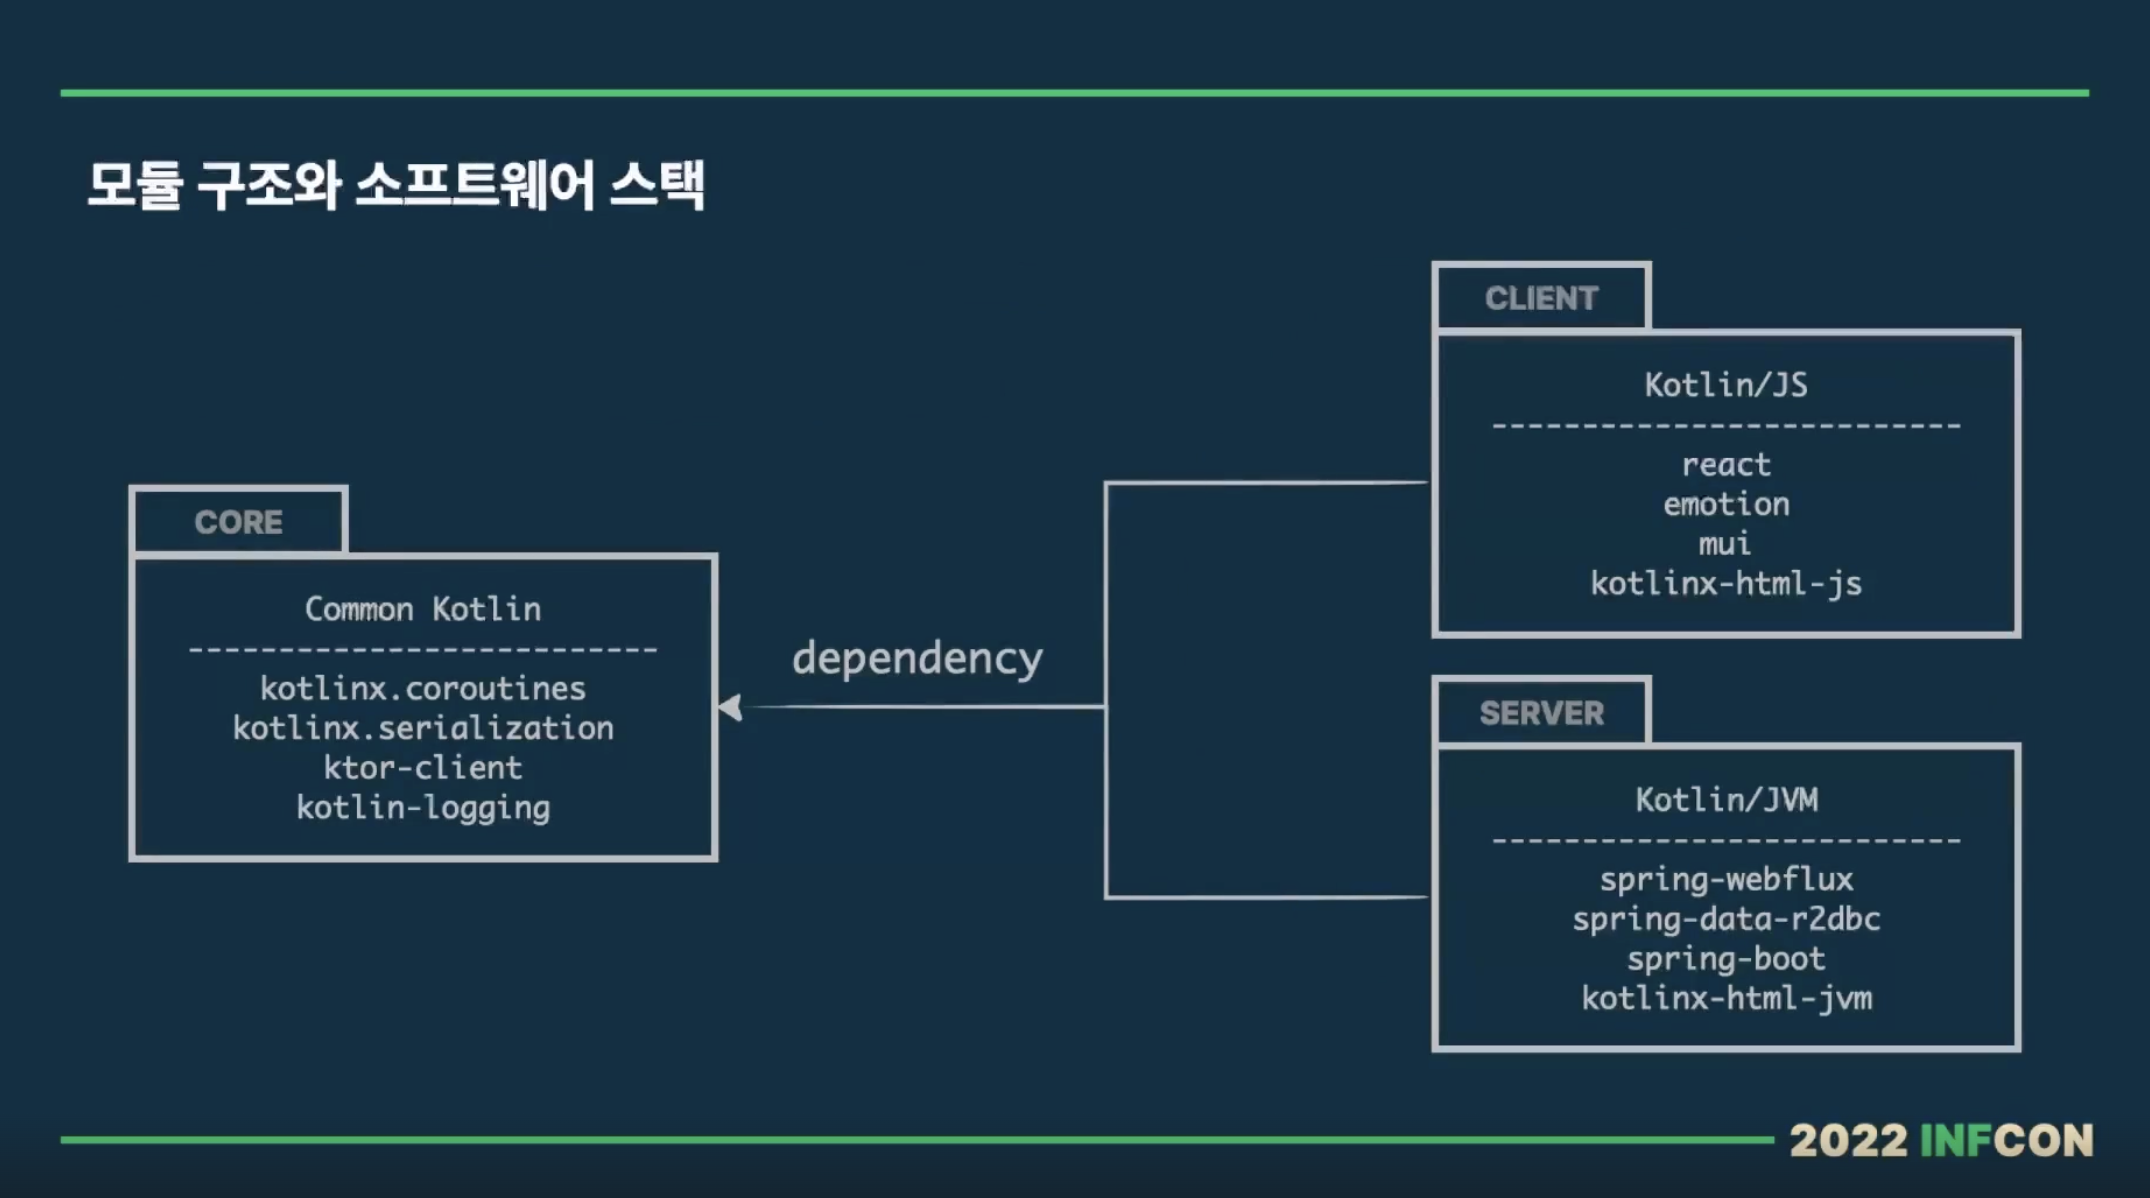 모듈 구조와 소프트웨어 스택
CORE
Common Kotlin
--------------------------
kotlinx.coroutines
kotlinx.serialization
ktor-client
kotlin-logging
dependency
CLIENT
Kotlin/JS
--------------------------
react
emotion
mui
kotlinx-html-js
SERVER
Kotlin/JVM
--------------------------
spring-webflux
spring-data-r2dbc
spring-boot
kotlinx-html-jvm
2022 INFCON